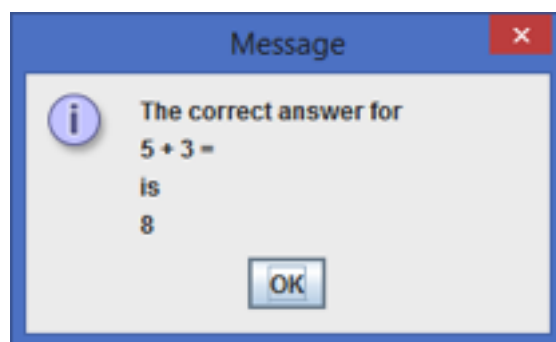 Message
The correct answer for
5 + 3 =
is
8
OK